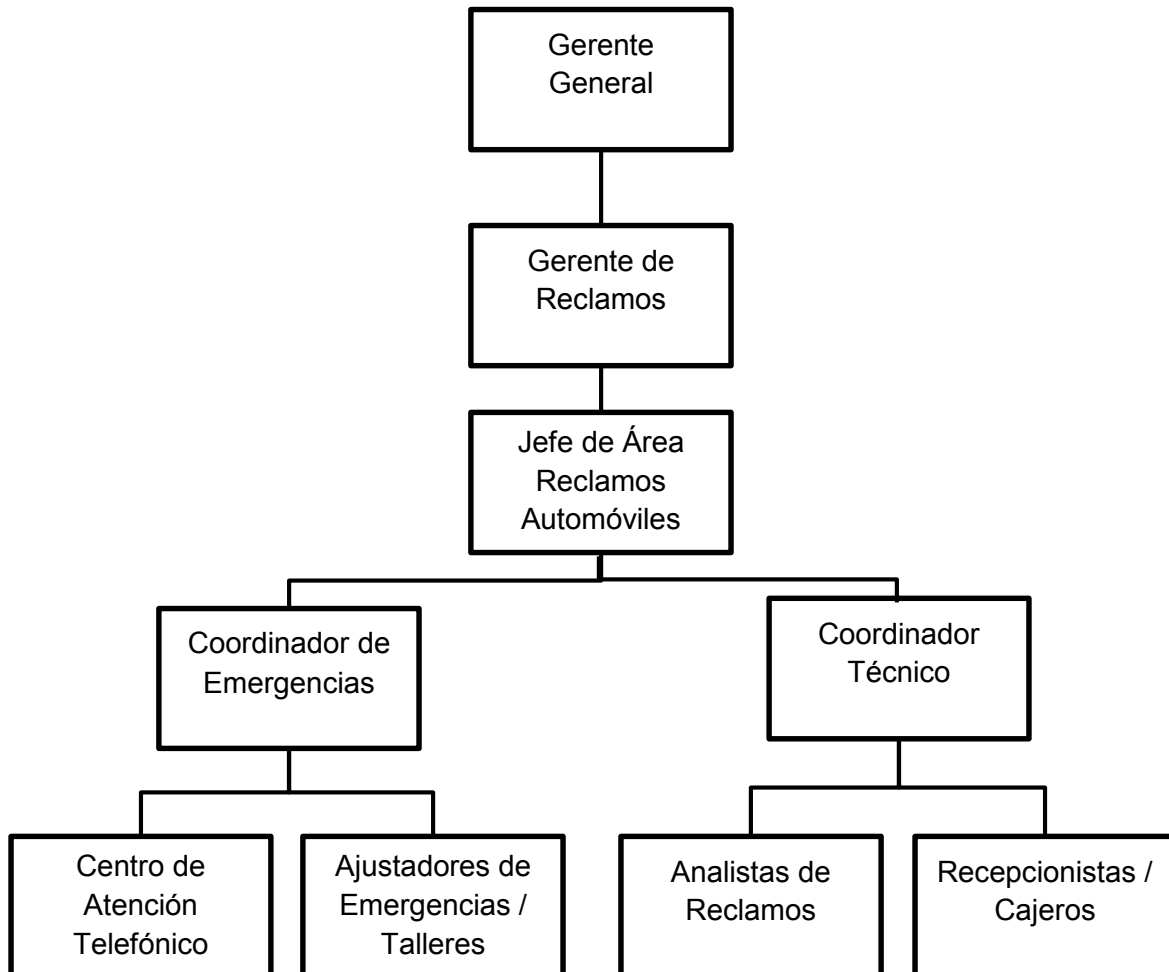 Gerente
General
Gerente de
Reclamos
Jefe de Área
Reclamos
Automóviles
Coordinador de
Emergencias
Coordinador
Técnico
Centro de
Atención
Telefónico
Ajustadores de
Emergencias /
Talleres
Analistas de
Reclamos
Recepcionistas /
Cajeros